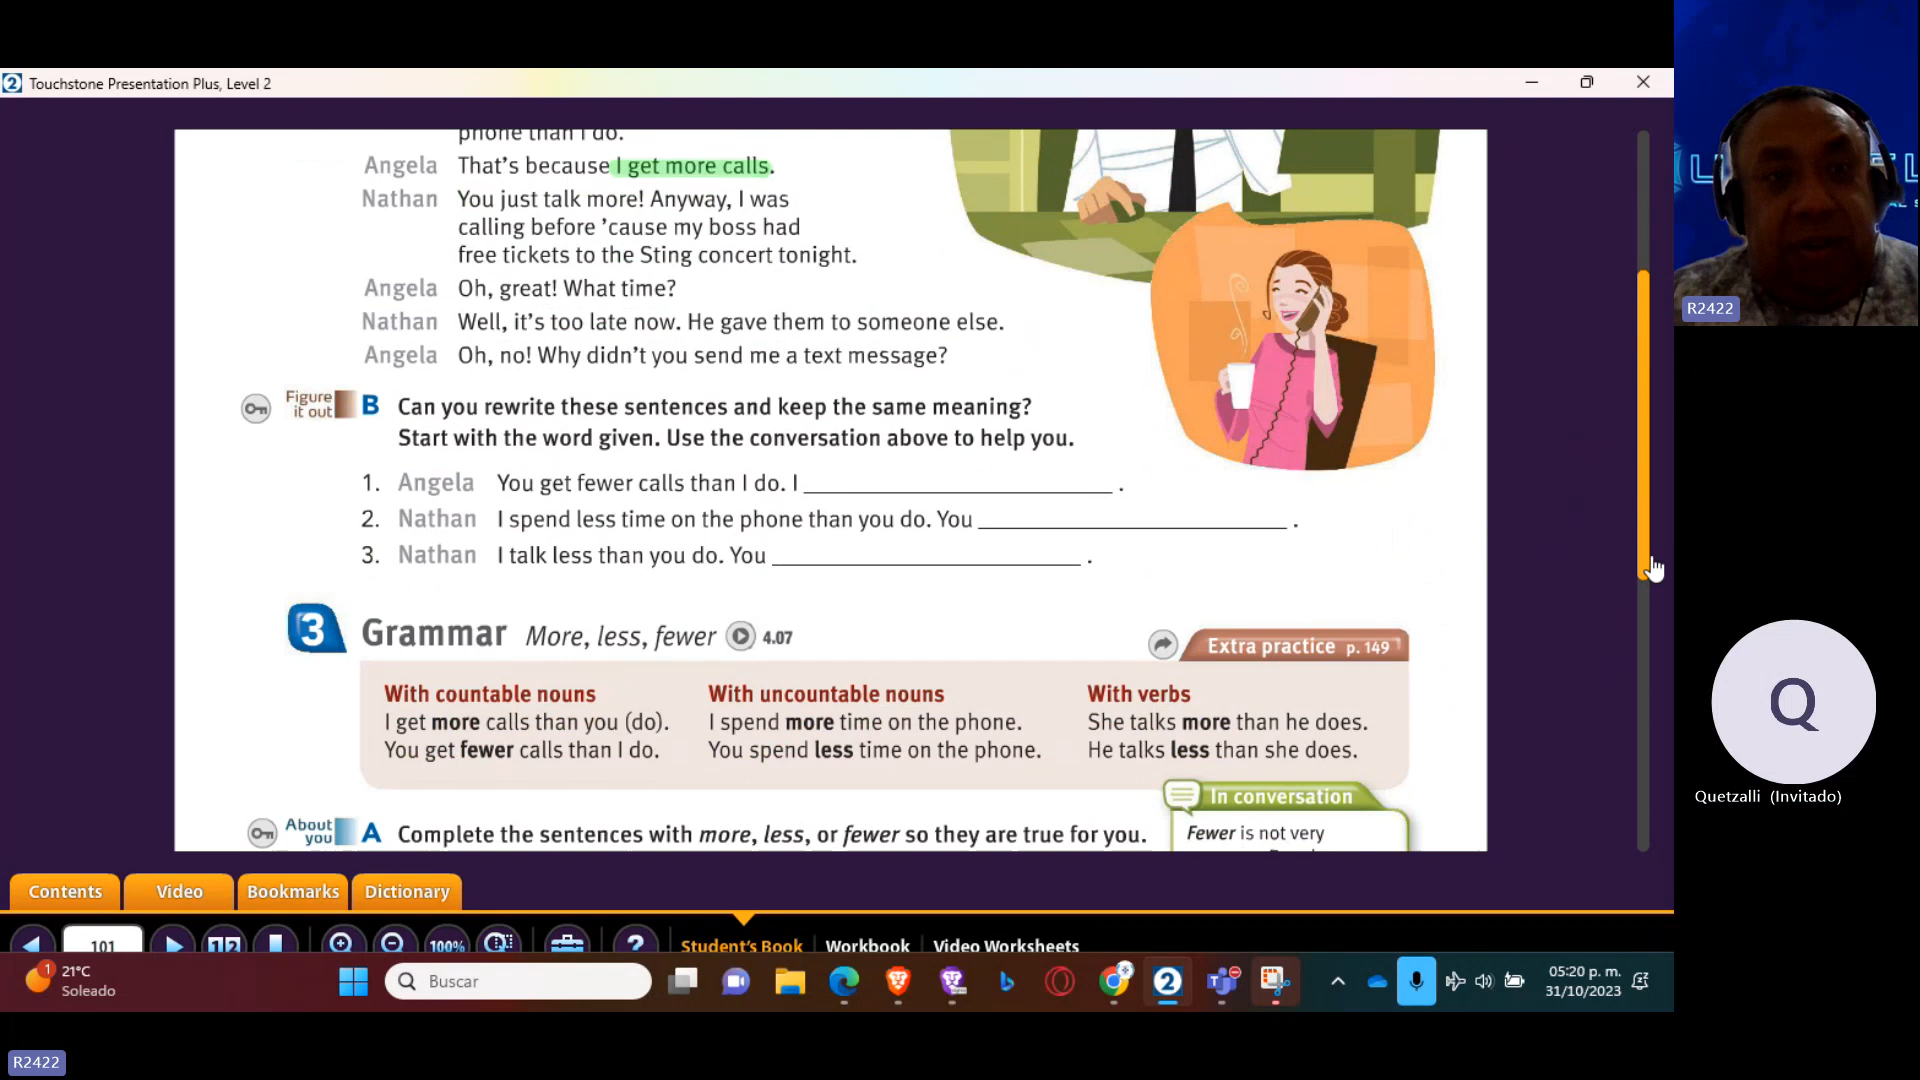 Touchstone Presentation Plus, Level 2
phone than I do.
Angela That's because I get more calls.
Nathan You just talk more! Anyway, I was
calling before 'cause my boss had
free tickets to the Sting concert tonight.
Angela Oh, great! What time?
Nathan Well, it's too late now. He gave them to someone else.
Angela Oh, no! Why didn't you send me a text message?
Figure it out B Can you rewrite these sentences and keep the same meaning?
Start with the word given. Use the conversation above to help you.
1. Angela You get fewer calls than I do. I ______________ .
2. Nathan I spend less time on the phone than you do. You ______________ .
3. Nathan I talk less than you do. You ______________ .
3 Grammar More, less, fewer 4.07
Extra practice p. 149
With countable nouns
I get more calls than you (do).
You get fewer calls than I do.
With uncountable nouns
I spend more time on the phone.
You spend less time on the phone.
With verbs
She talks more than he does.
He talks less than she does.
In conversation
Fewer is not very
About you A Complete the sentences with more, less, or fewer so they are true for you.
Contents Video Bookmarks Dictionary
101 12 100% ? Student's Book Workbook Video Worksheets
1 21°C
Soleado
Buscar
05:20 p. m.
31/10/2023
R2422
R2422
Q
Quetzalli (Invitado)